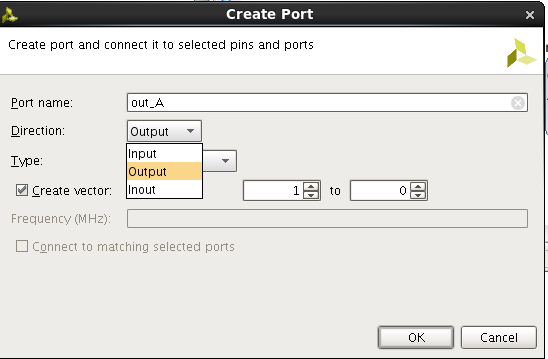 Create Port
Create port and connect it to selected pins and ports
Port name: out_A
Direction: Output
Input
Type:
Output
Create vector: Inout 1 to 0
Frequency (MHz):
Connect to matching selected ports
OK Cancel